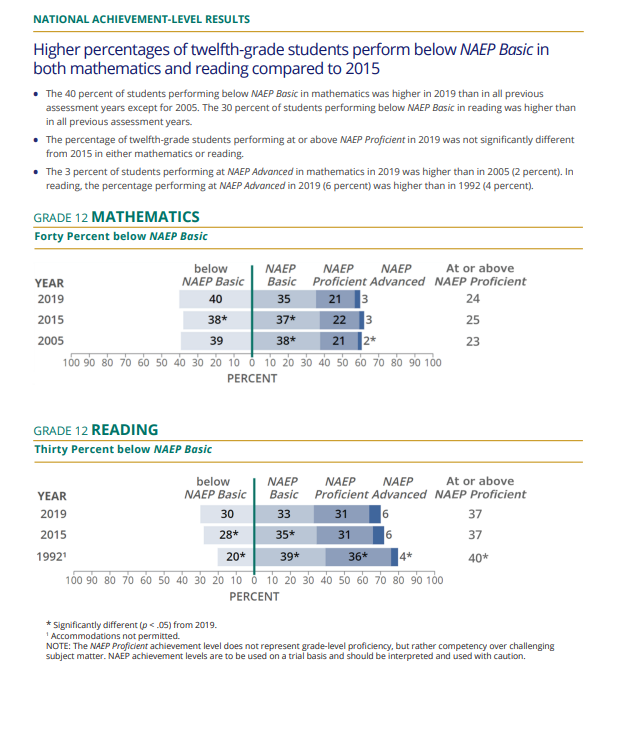 NATIONAL ACHIEVEMENT-LEVEL RESULTS
Higher percentages of twelfth-grade students perform below NAEP Basic in
both mathematics and reading compared to 2015
• The 40 percent of students performing below NAEP Basic in mathematics was higher in 2019 than in all previous
assessment years except for 2005. The 30 percent of students performing below NAEP Basic in reading was higher than
in all previous assessment years.
• The percentage of twelfth-grade students performing at or above NAEP Proficient in 2019 was not significantly different
from 2015 in either mathematics or reading.
• The 3 percent of students performing at NAEP Advanced in mathematics in 2019 was higher than in 2005 (2 percent). In
reading, the percentage performing at NAEP Advanced in 2019 (6 percent) was higher than in 1992 (4 percent).
GRADE 12 MATHEMATICS
Forty Percent below NAEP Basic
below NAEP NAEP NAEP At or above
YEAR NAEP Basic Basic Proficient Advanced NAEP Proficient
2019 40 35 21 3 24
2015 38* 37* 22 3 25
2005 39 38* 21 2* 23
100 90 80 70 60 50 40 30 20 10 0 10 20 30 40 50 60 70 80 90 100
PERCENT
GRADE 12 READING
Thirty Percent below NAEP Basic
below NAEP NAEP NAEP At or above
YEAR NAEP Basic Basic Proficient Advanced NAEP Proficient
2019 30 33 31 6 37
2015 28* 35* 31 6 37
1992¹ 20* 39* 36* 4* 40*
100 90 80 70 60 50 40 30 20 10 0 10 20 30 40 50 60 70 80 90 100
PERCENT
* Significantly different (p < .05) from 2019.
¹ Accommodations not permitted.
NOTE: The NAEP Proficient achievement level does not represent grade-level proficiency, but rather competency over challenging
subject matter. NAEP achievement levels are to be used on a trial basis and should be interpreted and used with caution.